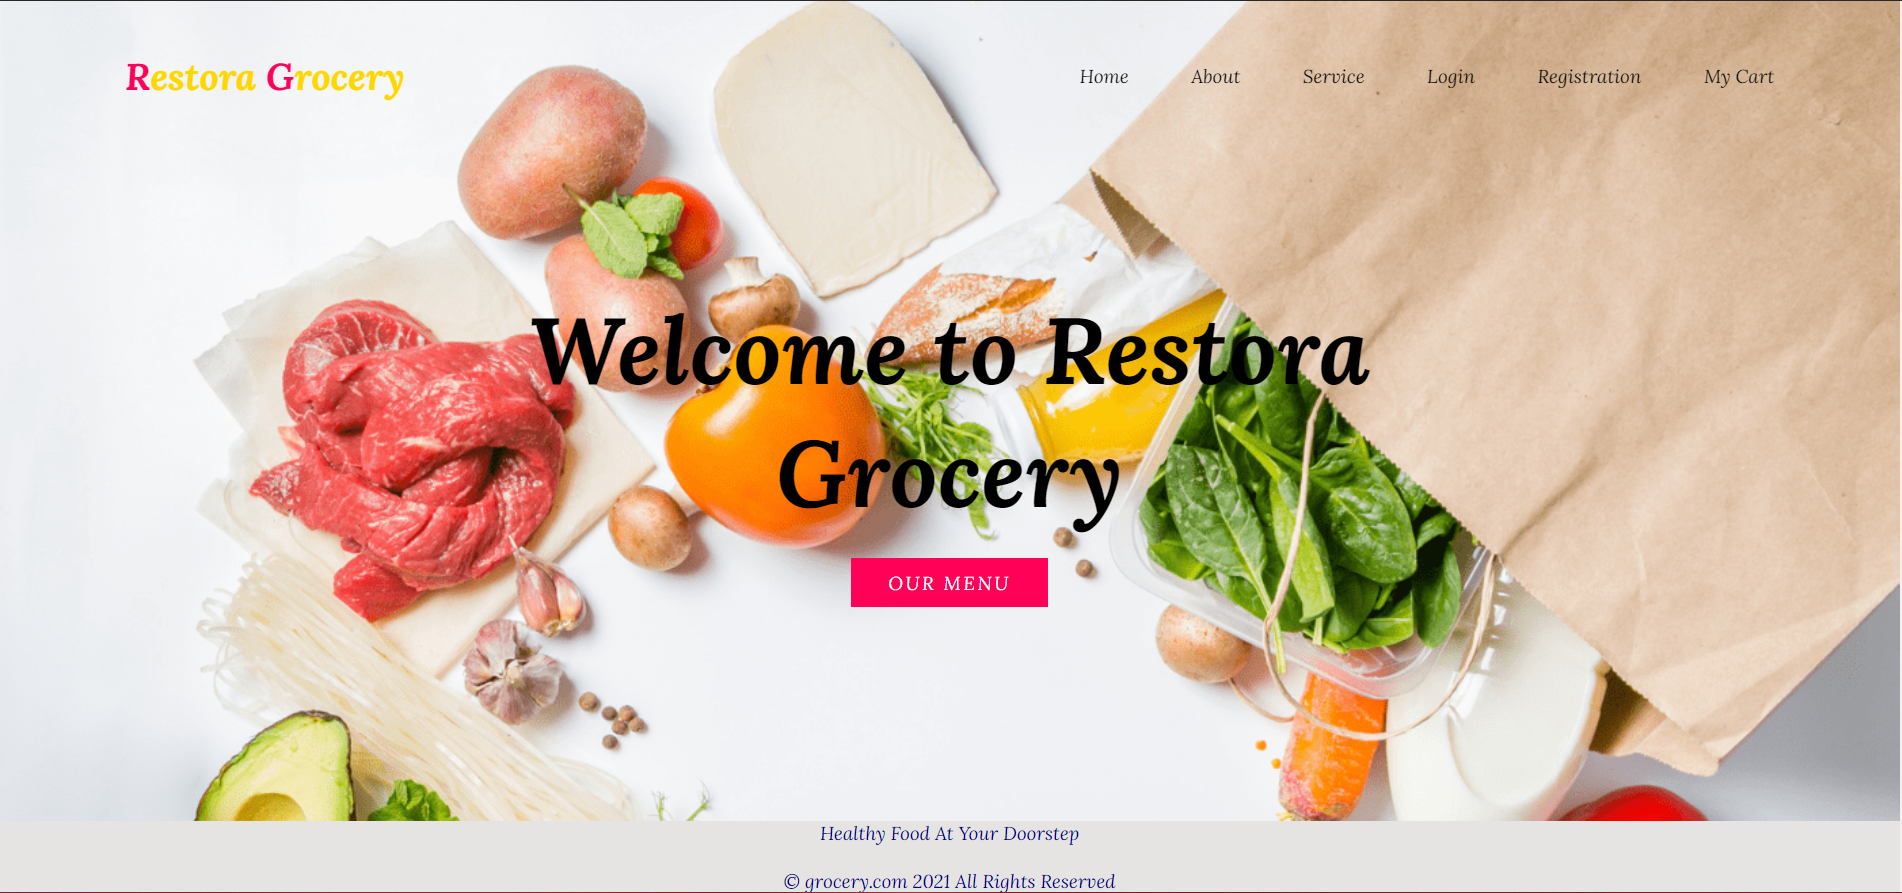 Restora Grocery
Home About Service Login Registration My Cart
Welcome to Restora
Grocery
OUR MENU
Healthy Food At Your Doorstep
© grocery.com 2021 All Rights Reserved